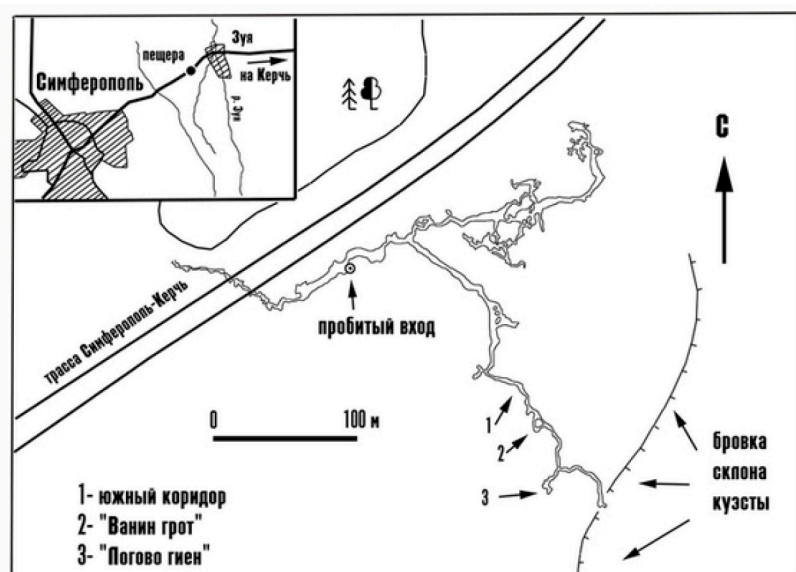 Зуя
пещера
на Керчь
Симферополь
р. Зуя
С
трасса Симферополь-Керчь
пробитый вход
0 100 м
1
2
3
бровка
склона
куэсты
1- южный коридор
2- "Ванин грот"
3- "Логово гиен"